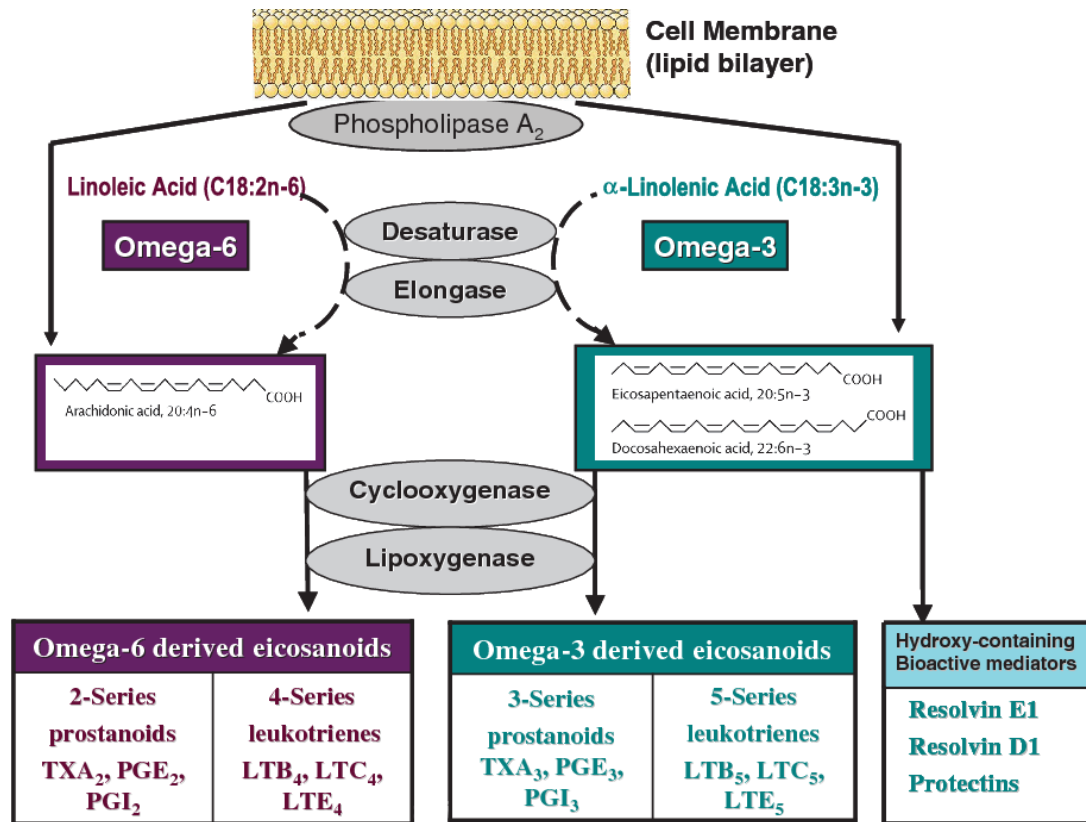 Cell Membrane
(lipid bilayer)
Phospholipase A₂
Linoleic Acid (C18:2n-6)
α-Linolenic Acid (C18:3n-3)
Omega-6
Desaturase
Omega-3
Elongase
COOH
Arachidonic acid, 20:4n-6
COOH
Eicosapentaenoic acid, 20:5n-3
COOH
Docosahexaenoic acid, 22:6n-3
Cyclooxygenase
Lipoxygenase
Omega-6 derived eicosanoids
2-Series
prostanoids
TXA₂, PGE₂,
PGI₂
4-Series
leukotrienes
LTB₄, LTC₄,
LTE₄
Omega-3 derived eicosanoids
3-Series
prostanoids
TXA₃, PGE₃,
PGI₃
5-Series
leukotrienes
LTB₅, LTC₅,
LTE₅
Hydroxy-containing
Bioactive mediators
Resolvin E1
Resolvin D1
Protectins